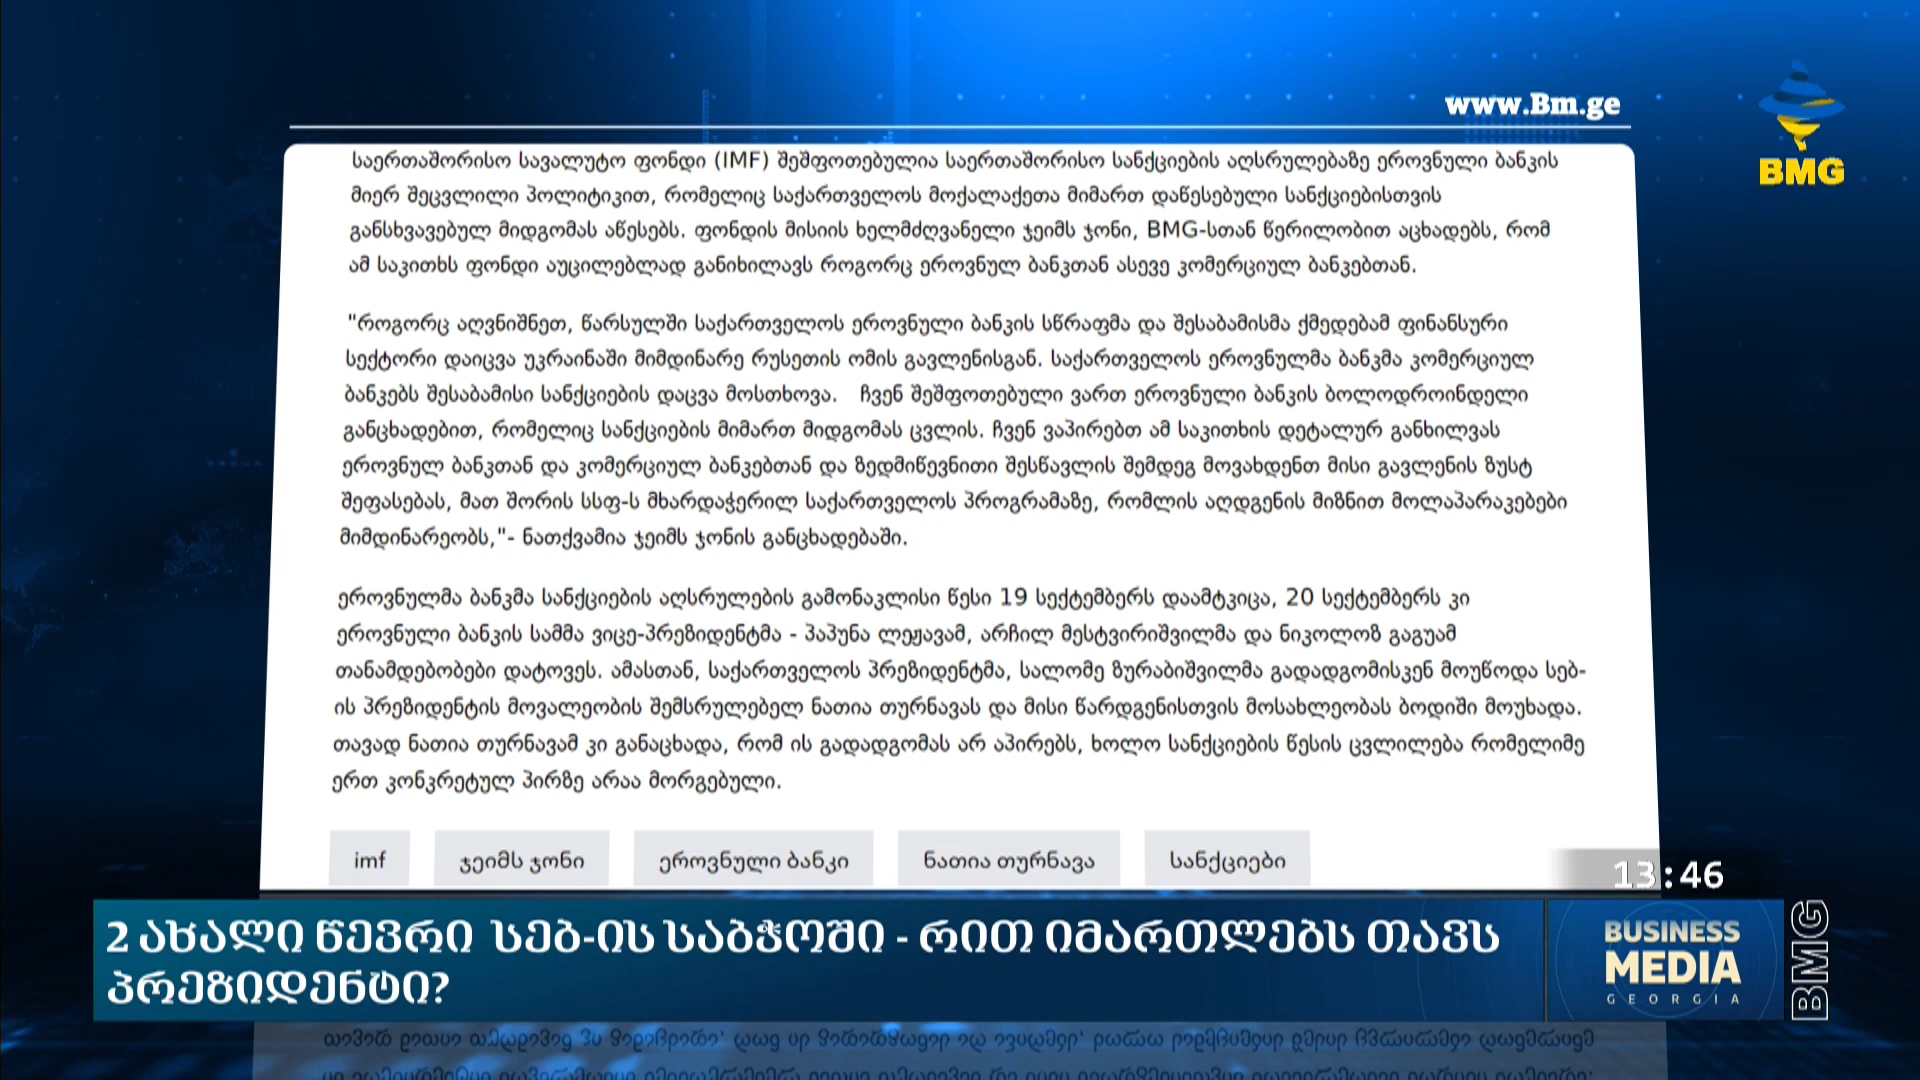 www.Bm.ge
BMG
საერთაშორისო სავალუტო ფონდი (IMF) შეშფოთებულია საერთაშორისო სანქციების აღსრულებაზე ეროვნული ბანკის
მიერ შეცვლილი პოლიტიკით, რომელიც საქართველოს მოქალაქეთა მიმართ დაწესებული სანქციებისთვის
განსხვავებულ მიდგომას აწესებს. ფონდის მისიის ხელმძღვანელი ჯეიმს ჯონი, BMG-სთან წერილობით აცხადებს, რომ
ამ საკითხს ფონდი აუცილებლად განიხილავს როგორც ეროვნულ ბანკთან ასევე კომერციულ ბანკებთან.
"როგორც აღვნიშნეთ, წარსულში საქართველოს ეროვნული ბანკის სწრაფმა და შესაბამისმა ქმედებამ ფინანსური
სექტორი დაიცვა უკრაინაში მიმდინარე რუსეთის ომის გავლენისგან. საქართველოს ეროვნულმა ბანკმა კომერციულ
ბანკებს შესაბამისი სანქციების დაცვა მოსთხოვა. ჩვენ შეშფოთებული ვართ ეროვნული ბანკის ბოლოდროინდელი
განცხადებით, რომელიც სანქციების მიმართ მიდგომას ცვლის. ჩვენ ვაპირებთ ამ საკითხის დეტალურ განხილვას
ეროვნულ ბანკთან და კომერციულ ბანკებთან და ზედმიწევნითი შესწავლის შემდეგ მოვახდენთ მისი გავლენის ზუსტ
შეფასებას, მათ შორის სსფ-ს მხარდაჭერილ საქართველოს პროგრამაზე, რომლის აღდგენის მიზნით მოლაპარაკებები
მიმდინარეობს,"- ნათქვამია ჯეიმს ჯონის განცხადებაში.
ეროვნულმა ბანკმა სანქციების აღსრულების გამონაკლისი წესი 19 სექტემბერს დაამტკიცა, 20 სექტემბერს კი
ეროვნული ბანკის სამმა ვიცე-პრეზიდენტმა - პაპუნა ლეჟავამ, არჩილ მესტვირიშვილმა და ნიკოლოზ გაგუამ
თანამდებობები დატოვეს. ამასთან, საქართველოს პრეზიდენტმა, სალომე ზურაბიშვილმა გადადგომისკენ მოუწოდა სებ-
ის პრეზიდენტის მოვალეობის შემსრულებელ ნათია თურნავას და მისი წარდგენისთვის მოსახლეობას ბოდიში მოუხადა.
თავად ნათია თურნავამ კი განაცხადა, რომ ის გადადგომას არ აპირებს, ხოლო სანქციების წესის ცვლილება რომელიმე
ერთ კონკრეტულ პირზე არაა მორგებული.
imf ჯეიმს ჯონი ეროვნული ბანკი ნათია თურნავა სანქციები
13:46
2 ახალი წევრი სებ-ის საბჭოში - რით იმართლებს თავს
პრეზიდენტი?
BUSINESS
MEDIA
GEORGIA
BMG